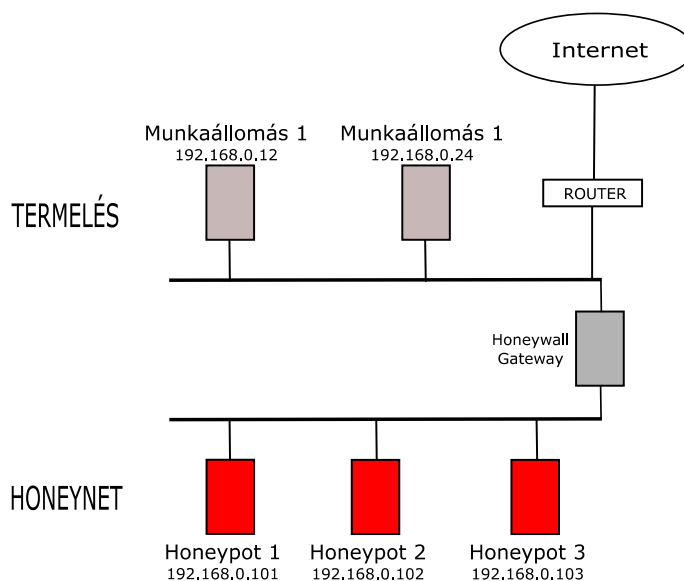 Internet
Munkaállomás 1
192.168.0.12
Munkaállomás 1
192.168.0.24
ROUTER
TERMELÉS
Honeywall
Gateway
HONEYNET
Honeypot 1
192.168.0.101
Honeypot 2
192.168.0.102
Honeypot 3
192.168.0.103